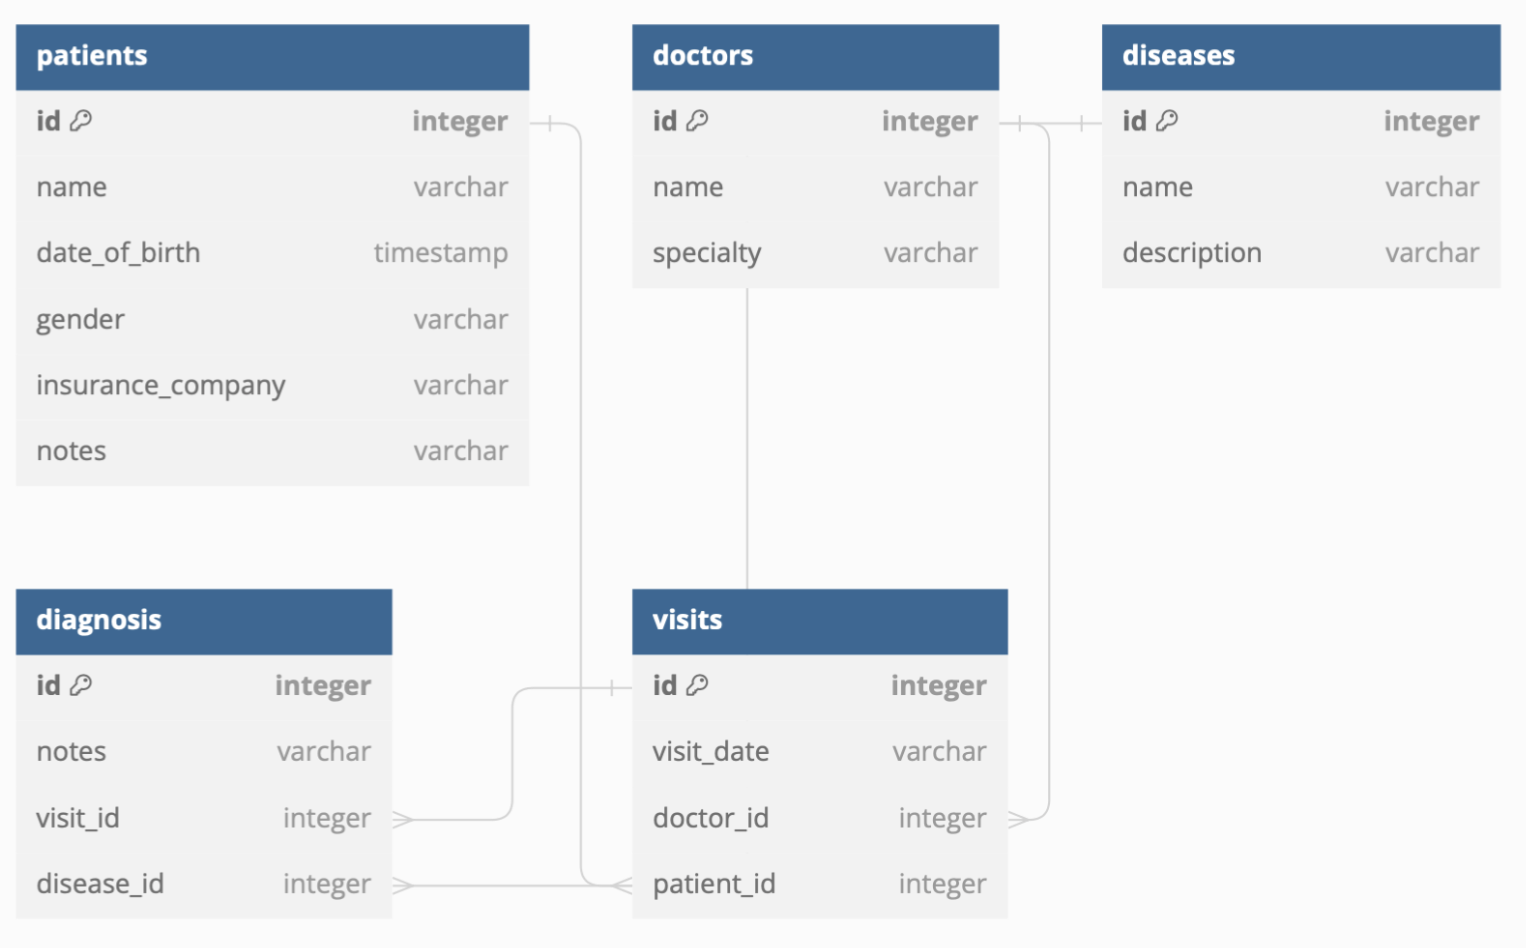 patients
id integer
name varchar
date_of_birth timestamp
gender varchar
insurance_company varchar
notes varchar
doctors
id integer
name varchar
specialty varchar
diseases
id integer
name varchar
description varchar
diagnosis
id integer
notes varchar
visit_id integer
disease_id integer
visits
id integer
visit_date varchar
doctor_id integer
patient_id integer